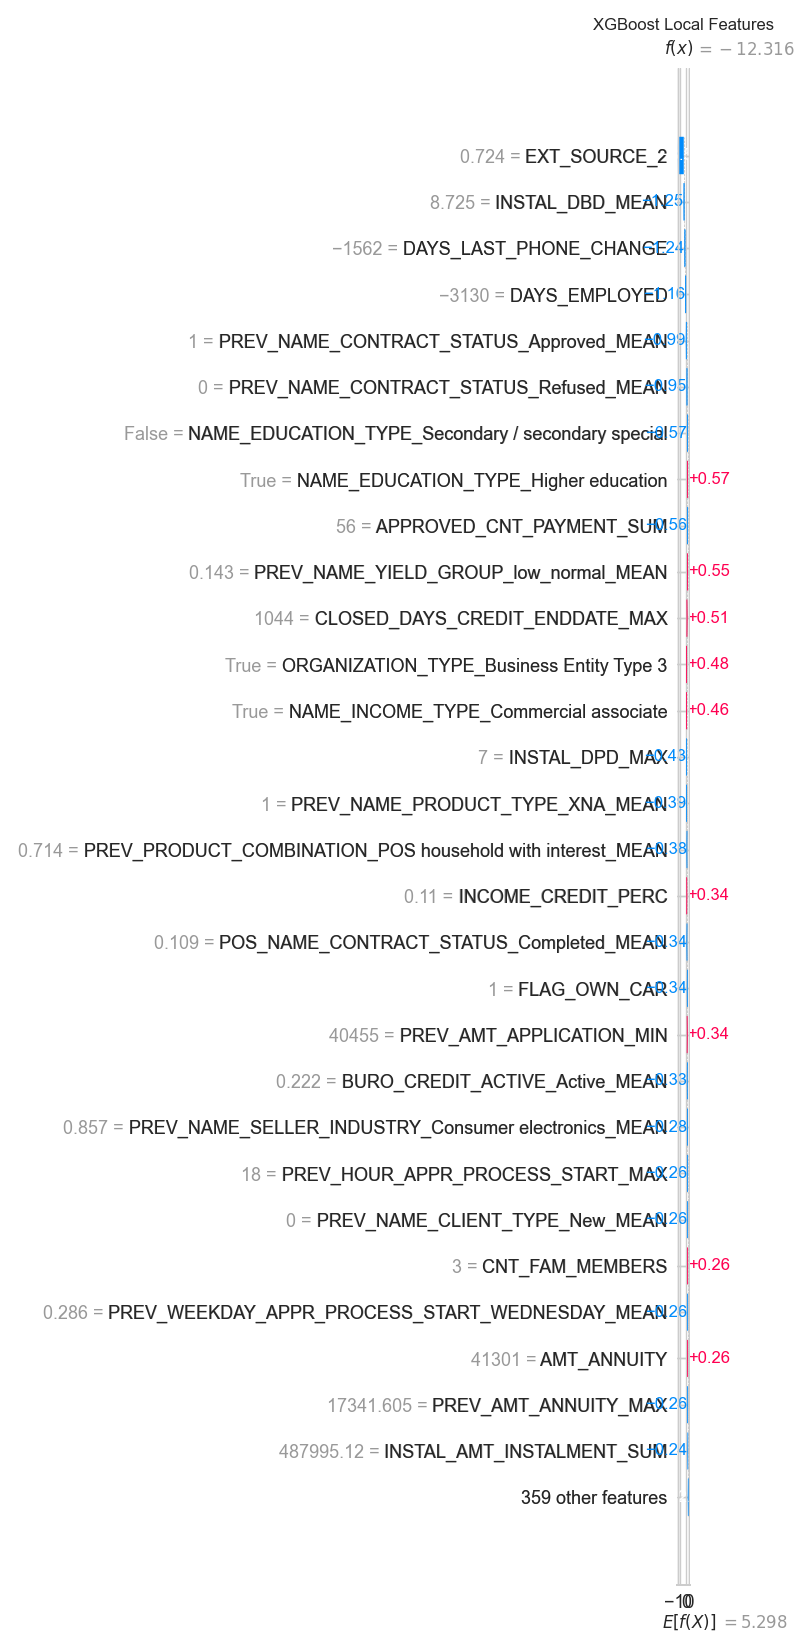 XGBoost Local Features
f(x) = −12.316
0.724 = EXT_SOURCE_2
8.725 = INSTAL_DBD_MEAN −1.25
−1562 = DAYS_LAST_PHONE_CHANGE −1.24
−3130 = DAYS_EMPLOYED −1.16
1 = PREV_NAME_CONTRACT_STATUS_Approved_MEAN −0.99
0 = PREV_NAME_CONTRACT_STATUS_Refused_MEAN −0.95
False = NAME_EDUCATION_TYPE_Secondary / secondary special −0.57
True = NAME_EDUCATION_TYPE_Higher education +0.57
56 = APPROVED_CNT_PAYMENT_SUM −0.56
0.143 = PREV_NAME_YIELD_GROUP_low_normal_MEAN +0.55
1044 = CLOSED_DAYS_CREDIT_ENDDATE_MAX +0.51
True = ORGANIZATION_TYPE_Business Entity Type 3 +0.48
True = NAME_INCOME_TYPE_Commercial associate +0.46
7 = INSTAL_DPD_MAX −0.43
1 = PREV_NAME_PRODUCT_TYPE_XNA_MEAN −0.39
0.714 = PREV_PRODUCT_COMBINATION_POS household with interest_MEAN −0.38
0.11 = INCOME_CREDIT_PERC +0.34
0.109 = POS_NAME_CONTRACT_STATUS_Completed_MEAN −0.34
1 = FLAG_OWN_CAR −0.34
40455 = PREV_AMT_APPLICATION_MIN +0.34
0.222 = BURO_CREDIT_ACTIVE_Active_MEAN −0.33
0.857 = PREV_NAME_SELLER_INDUSTRY_Consumer electronics_MEAN −0.28
18 = PREV_HOUR_APPR_PROCESS_START_MAX −0.26
0 = PREV_NAME_CLIENT_TYPE_New_MEAN −0.26
3 = CNT_FAM_MEMBERS +0.26
0.286 = PREV_WEEKDAY_APPR_PROCESS_START_WEDNESDAY_MEAN −0.26
41301 = AMT_ANNUITY +0.26
17341.605 = PREV_AMT_ANNUITY_MAX −0.26
487995.12 = INSTAL_AMT_INSTALMENT_SUM −0.24
359 other features
−10 0
E[f(X)] = 5.298